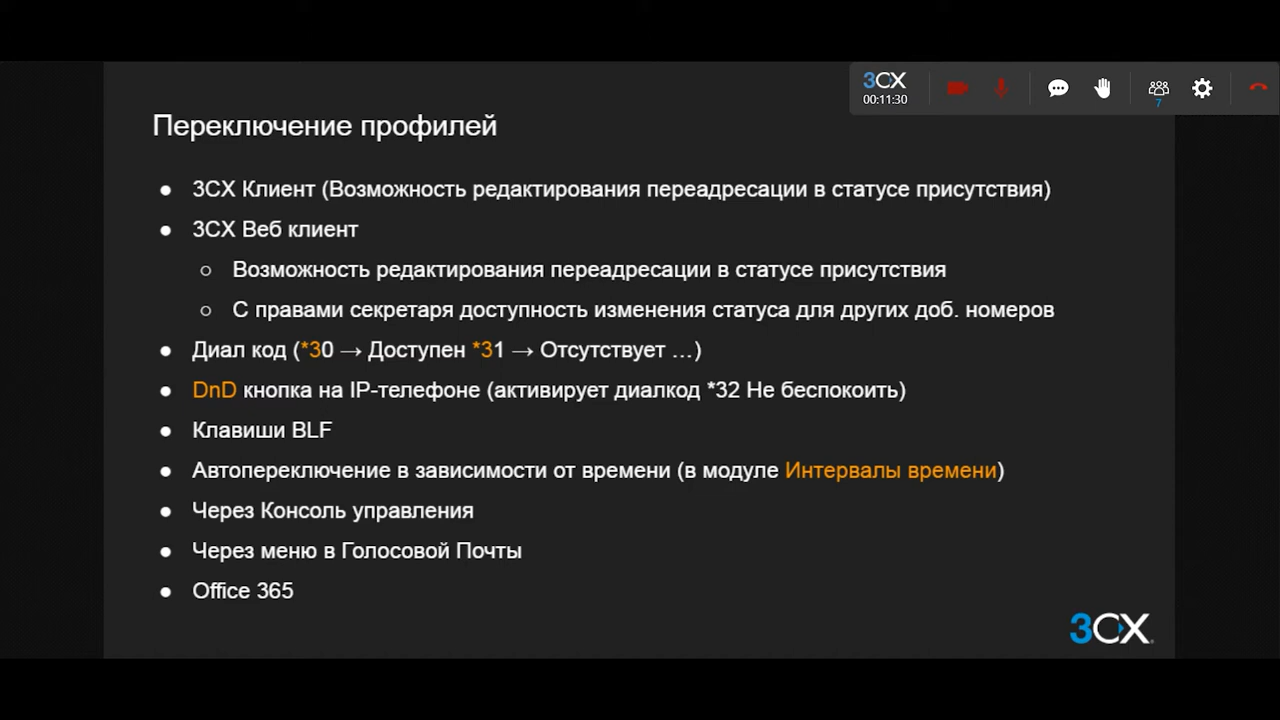 3CX
00:11:30
7
Переключение профилей
● 3CX Клиент (Возможность редактирования переадресации в статусе присутствия)
● 3CX Веб клиент
○ Возможность редактирования переадресации в статусе присутствия
○ С правами секретаря доступность изменения статуса для других доб. номеров
● Диал код (*30 → Доступен *31 → Отсутствует ...)
● DnD кнопка на IP-телефоне (активирует диалкод *32 Не беспокоить)
● Клавиши BLF
● Автопереключение в зависимости от времени (в модуле Интервалы времени)
● Через Консоль управления
● Через меню в Голосовой Почты
● Office 365
3CX